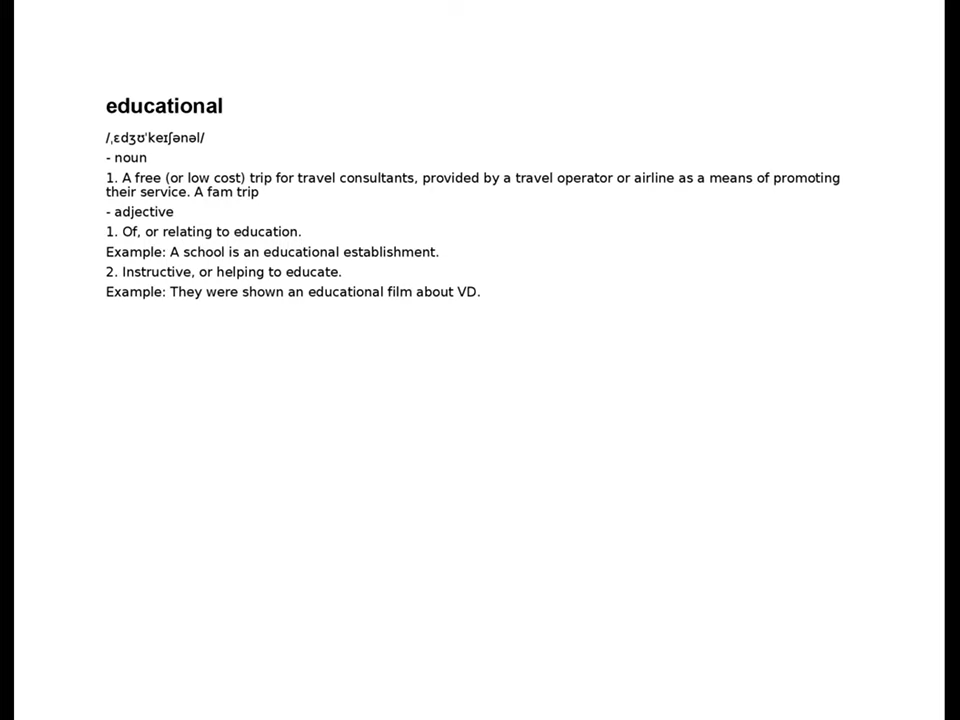 educational
/ˌɛdʒʊˈkeɪʃənəl/
- noun
1. A free (or low cost) trip for travel consultants, provided by a travel operator or airline as a means of promoting
their service. A fam trip
- adjective
1. Of, or relating to education.
Example: A school is an educational establishment.
2. Instructive, or helping to educate.
Example: They were shown an educational film about VD.